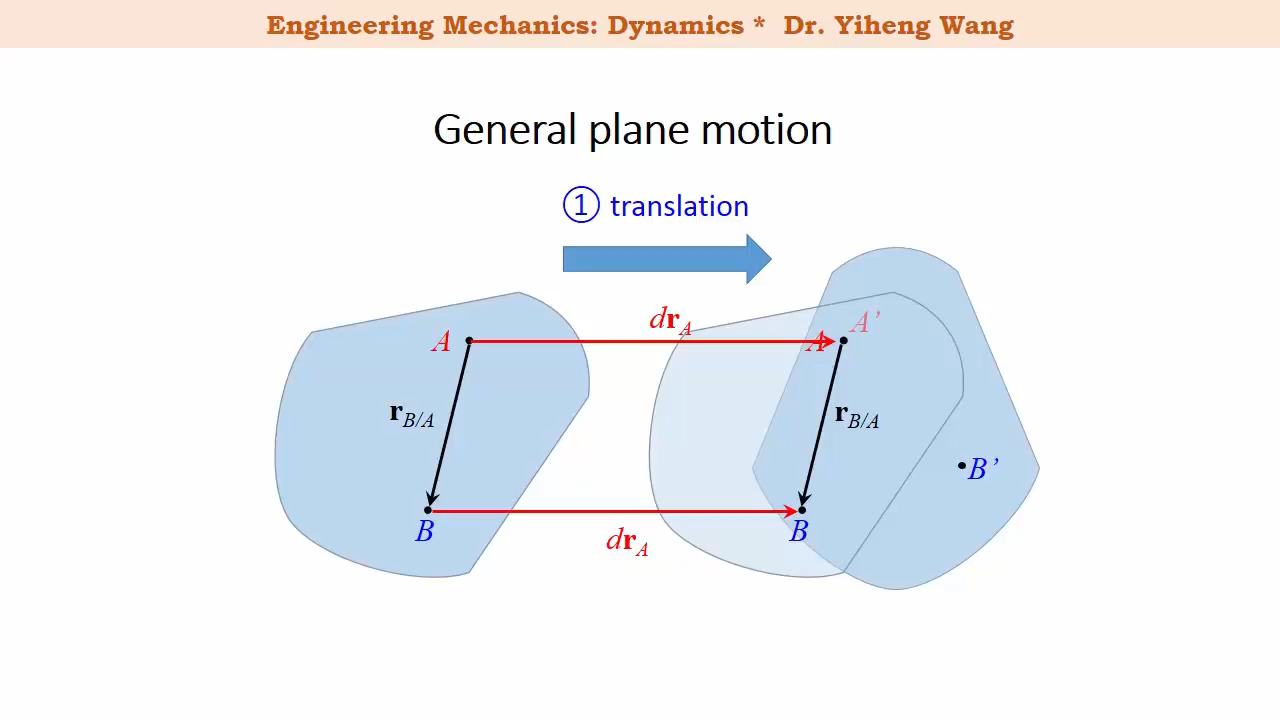 Engineering Mechanics: Dynamics * Dr. Yiheng Wang
General plane motion
① translation
drA
A
A
A'
rB/A
rB/A
B'
B
B
drA